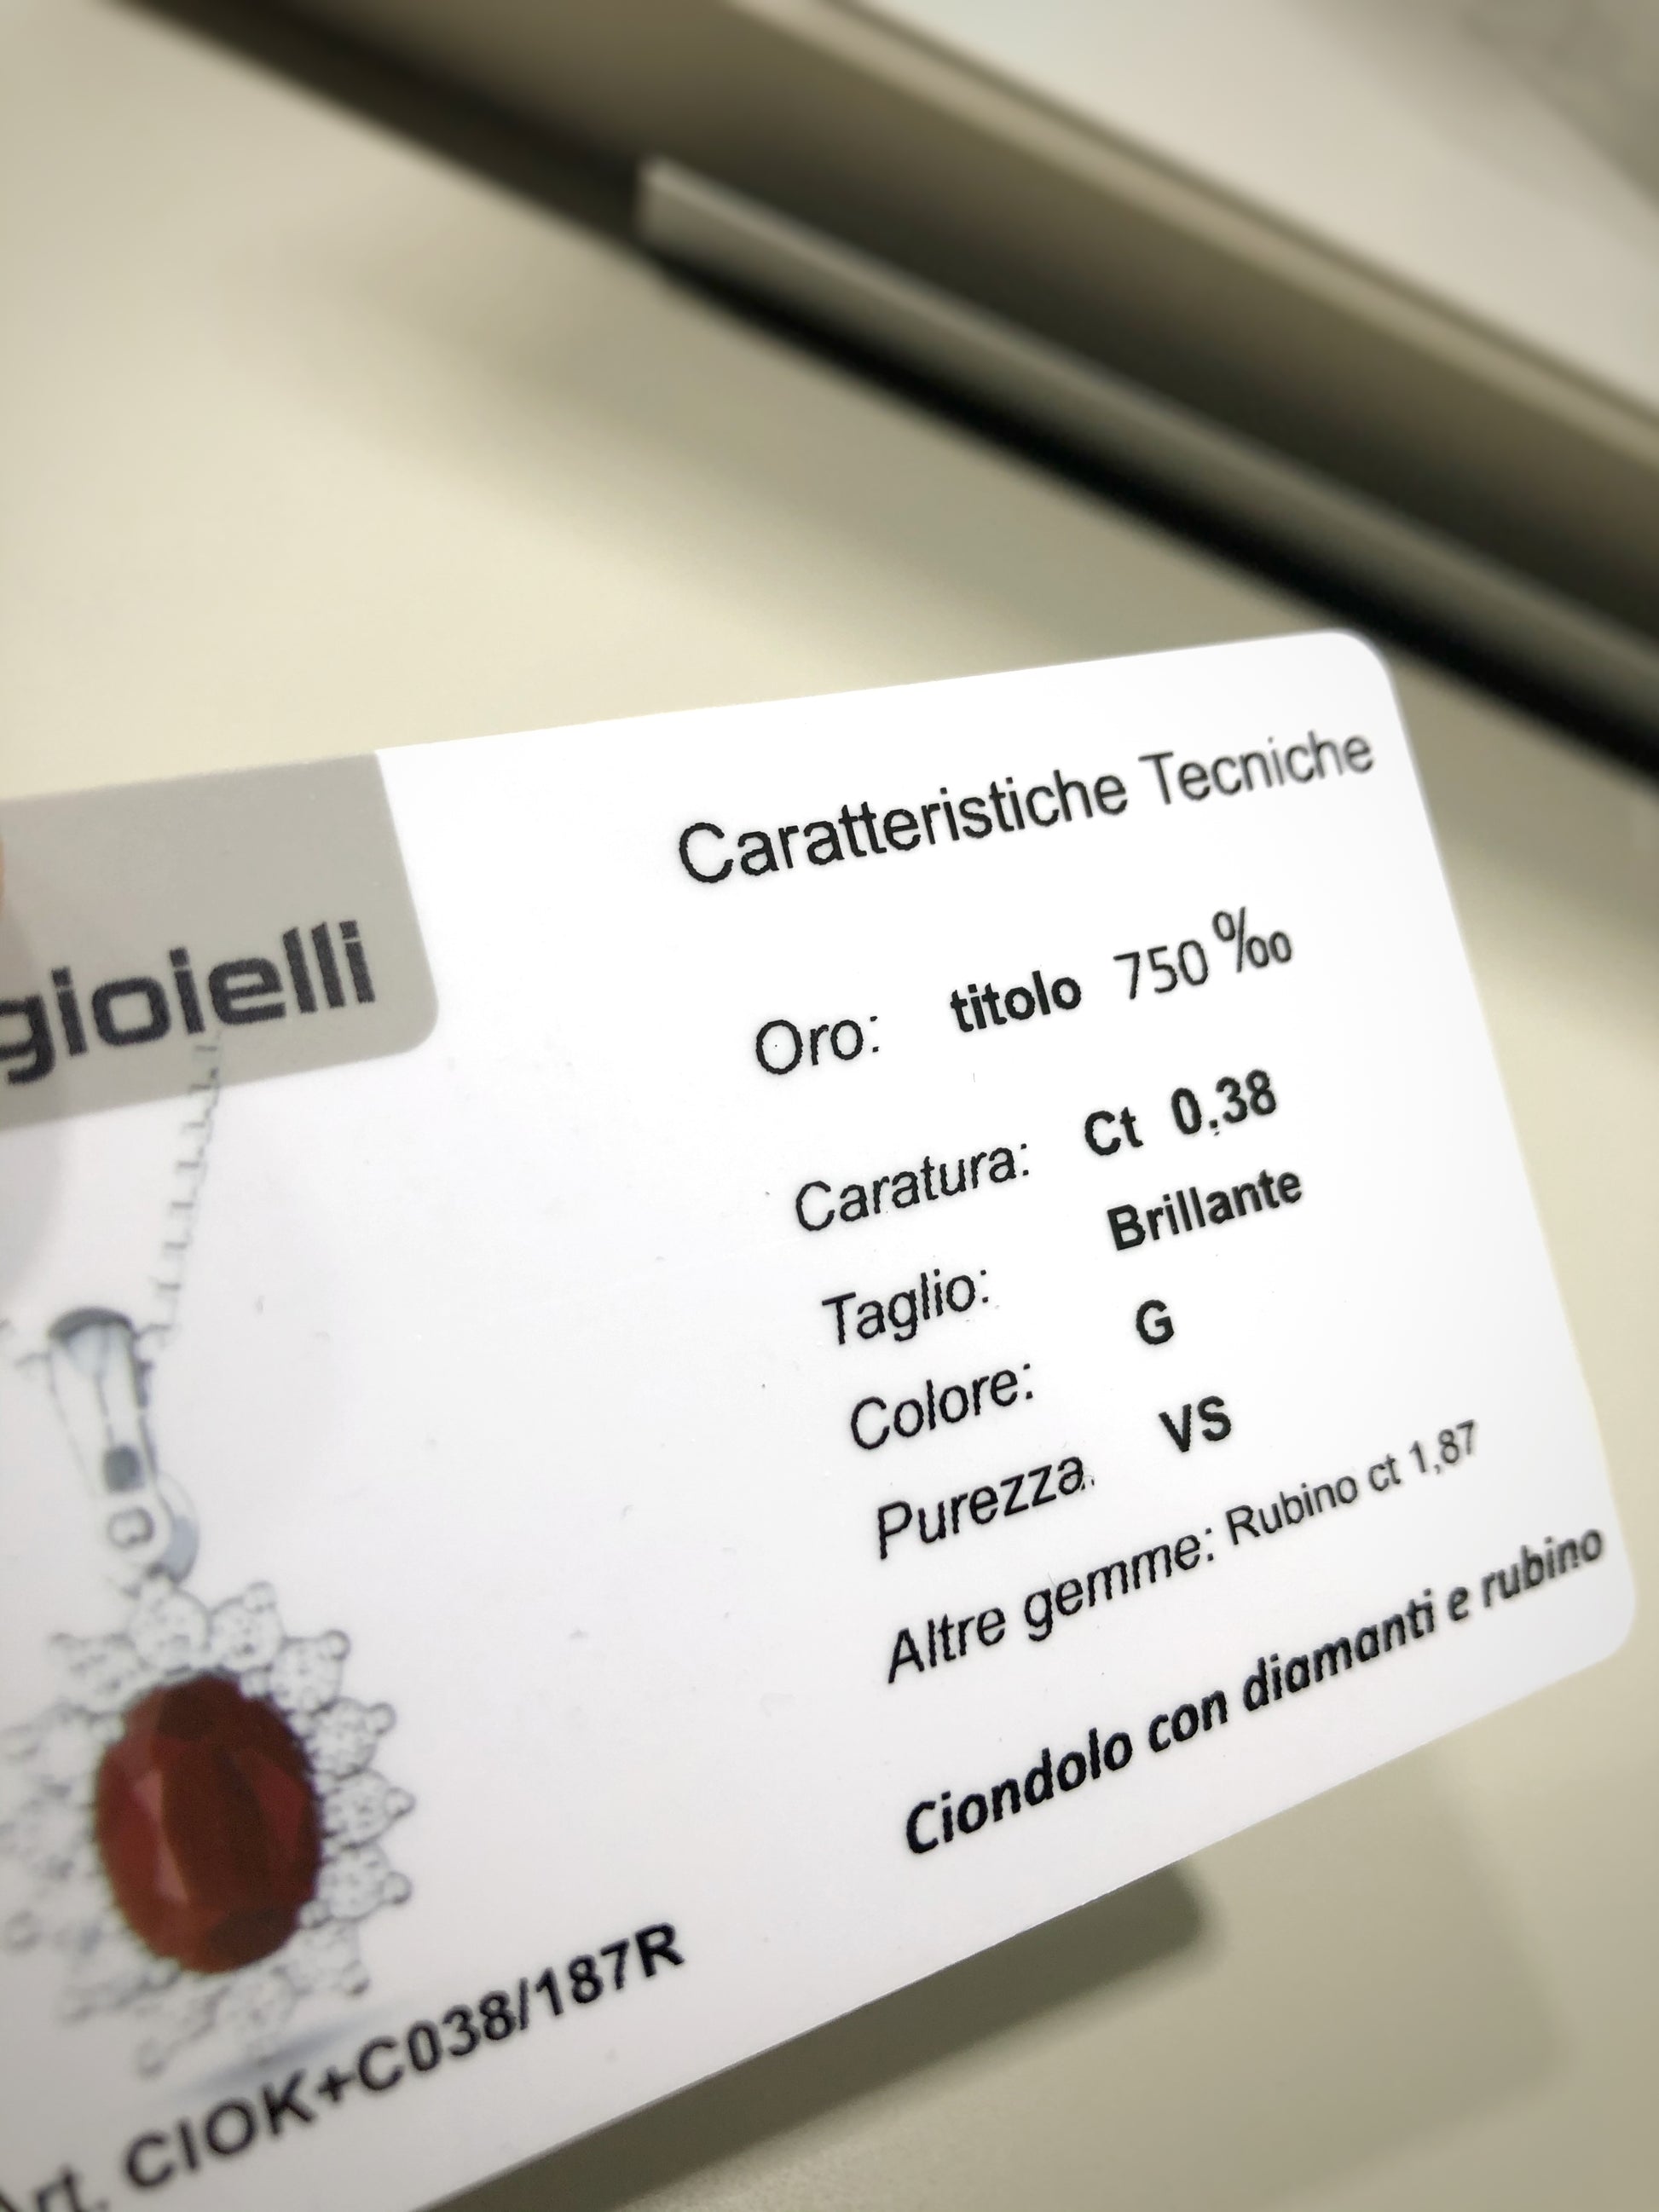 gioielli
Caratteristiche Tecniche
Oro: titolo 750‰
Caratura: Ct 0,38
Taglio: Brillante
Colore: G
Purezza. VS
Altre gemme: Rubino ct 1,87
Ciondolo con diamanti e rubino
Art. CIOK+C038/187R